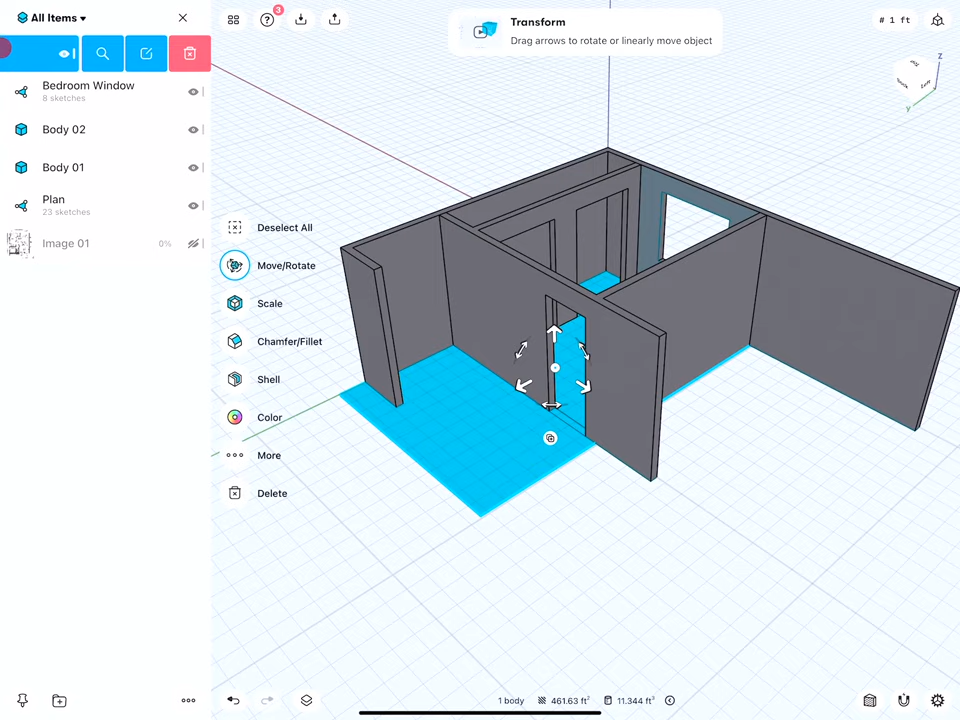 All Items
3
Transform
Drag arrows to rotate or linearly move object
# 1 ft
z
y
Bedroom Window
8 sketches
Body 02
Body 01
Plan
23 sketches
Image 01
0%
Deselect All
Move/Rotate
Scale
Chamfer/Fillet
Shell
Color
More
Delete
1 body
461.63 ft²
11.344 ft³